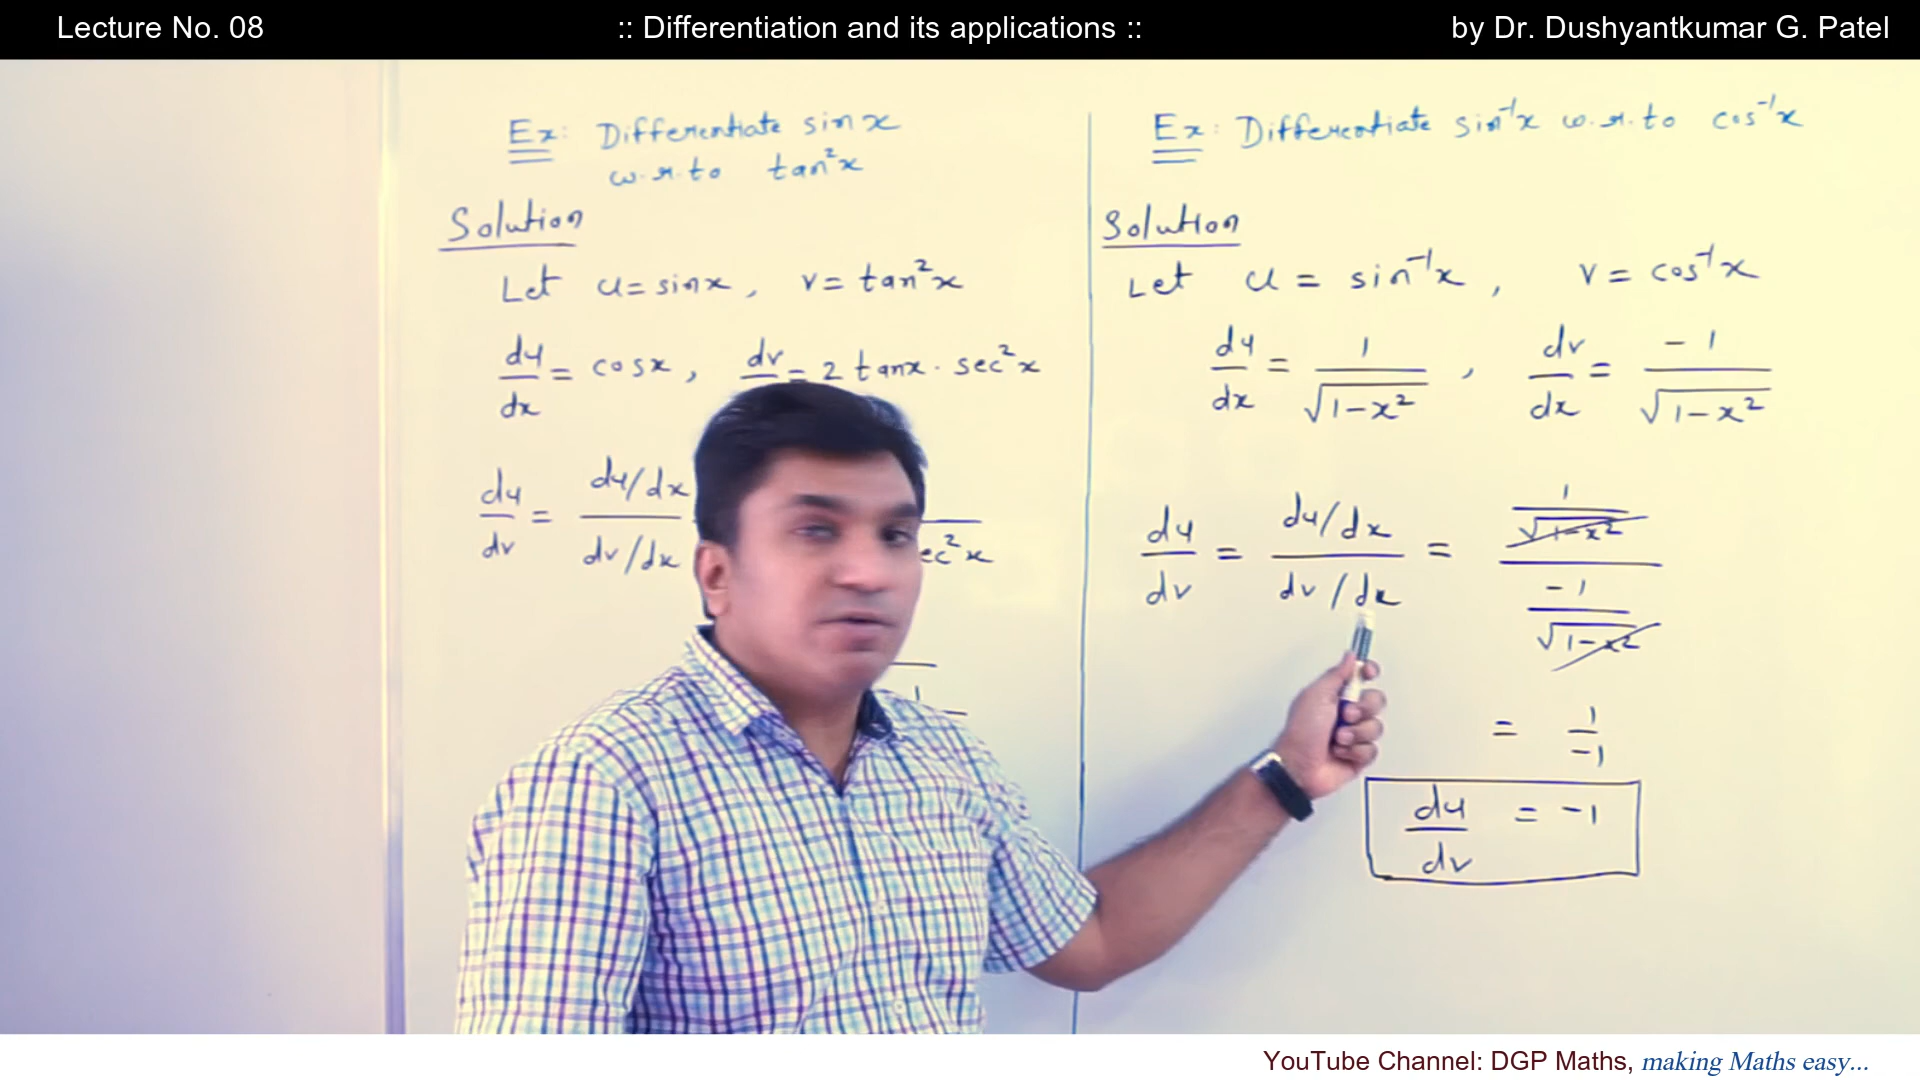 Lecture No. 08
:: Differentiation and its applications ::
by Dr. Dushyantkumar G. Patel
Ex: Differentiate sin x
w.r.to tan²x
Solution
Let u = sinx, v = tan²x
du/dx = cosx, dv = 2 tanx · sec²x
du/dv = du/dx / dv/dx
ec²x
Ex: Differentiate sin⁻¹x w.r.to cos⁻¹x
Solution
Let u = sin⁻¹x, v = cos⁻¹x
du/dx = 1/√1-x², dv/dx = -1/√1-x²
du/dv = du/dx / dv/dx = 1/√1-x² / -1/√1-x²
= 1/-1
du/dv = -1
YouTube Channel: DGP Maths, making Maths easy...